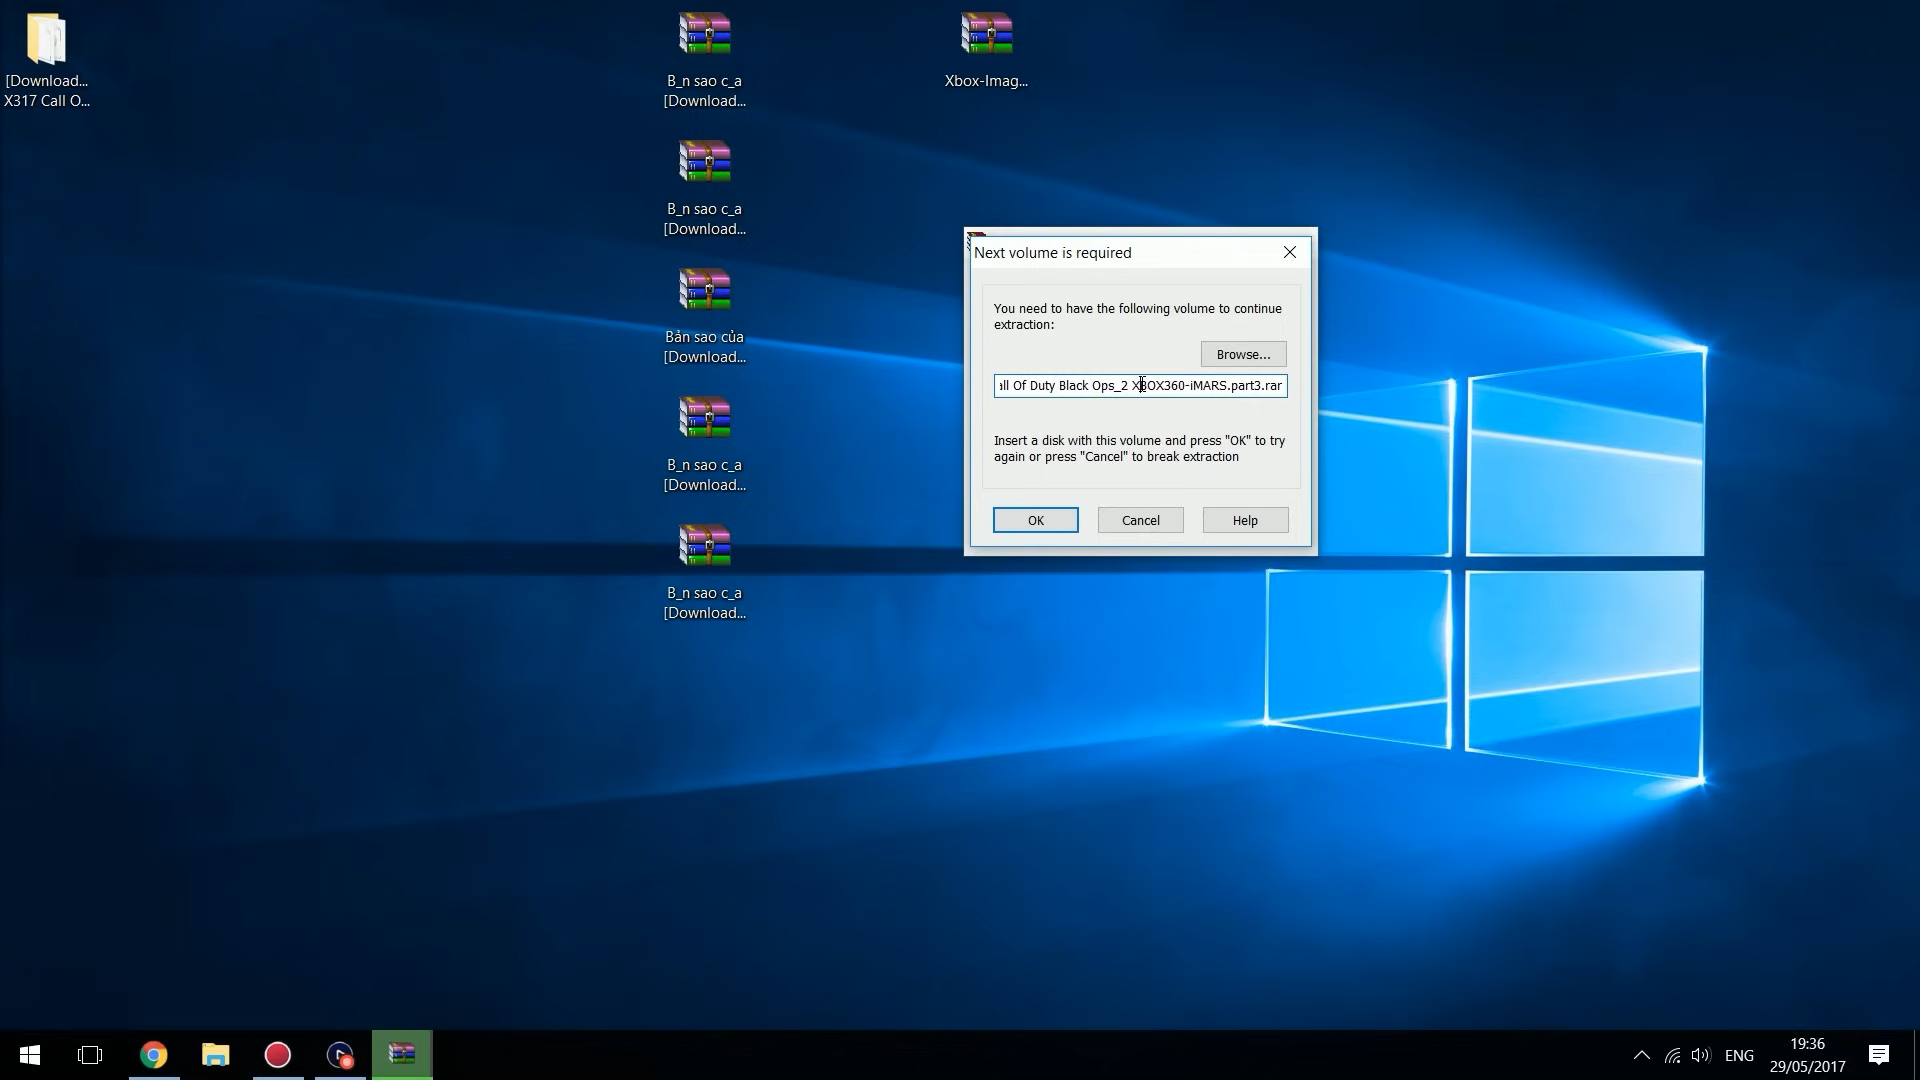 [Download...
X317 Call O...
B_n sao c_a
[Download...
B_n sao c_a
[Download...
Bản sao của
[Download...
B_n sao c_a
[Download...
B_n sao c_a
[Download...
Xbox-Imag...
Next volume is required
You need to have the following volume to continue
extraction:
Browse...
all Of Duty Black Ops_2 XBOX360-iMARS.part3.rar
Insert a disk with this volume and press "OK" to try
again or press "Cancel" to break extraction
OK
Cancel
Help
ENG
19:36
29/05/2017